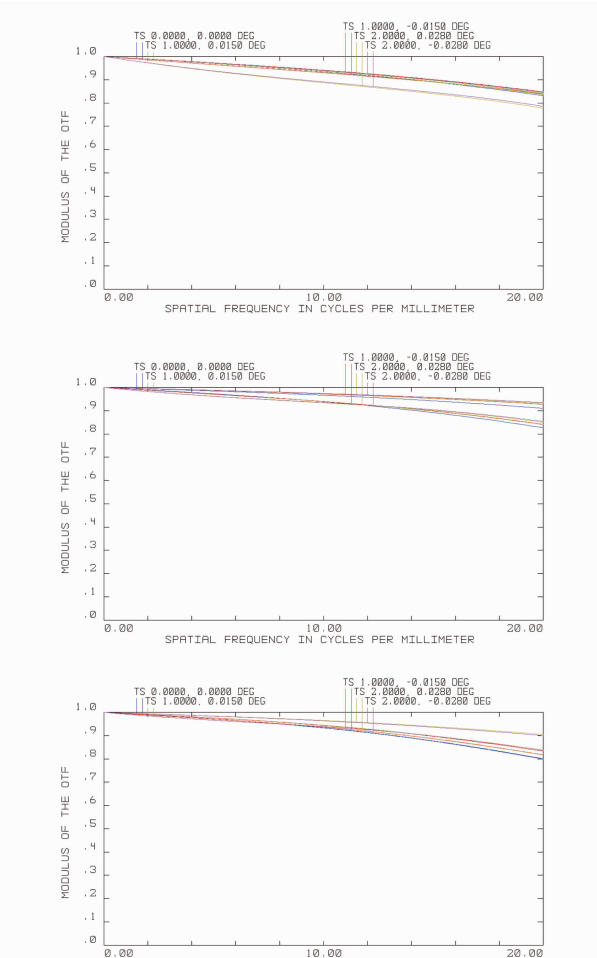 TS 1.0000, -0.0150 DEG
TS 0.0000, 0.0000 DEG TS 2.0000, 0.0280 DEG
TS 1.0000, 0.0150 DEG TS 2.0000, -0.0280 DEG
1.0
.9
.8
.7
.6
.5
.4
.3
.2
.1
.0
MODULUS OF THE OTF
0.00 10.00 20.00
SPATIAL FREQUENCY IN CYCLES PER MILLIMETER
TS 1.0000, -0.0150 DEG
TS 0.0000, 0.0000 DEG TS 2.0000, 0.0280 DEG
TS 1.0000, 0.0150 DEG TS 2.0000, -0.0280 DEG
1.0
.9
.8
.7
.6
.5
.4
.3
.2
.1
.0
MODULUS OF THE OTF
0.00 10.00 20.00
SPATIAL FREQUENCY IN CYCLES PER MILLIMETER
TS 1.0000, -0.0150 DEG
TS 0.0000, 0.0000 DEG TS 2.0000, 0.0280 DEG
TS 1.0000, 0.0150 DEG TS 2.0000, -0.0280 DEG
1.0
.9
.8
.7
.6
.5
.4
.3
.2
.1
.0
MODULUS OF THE OTF
0.00 10.00 20.00